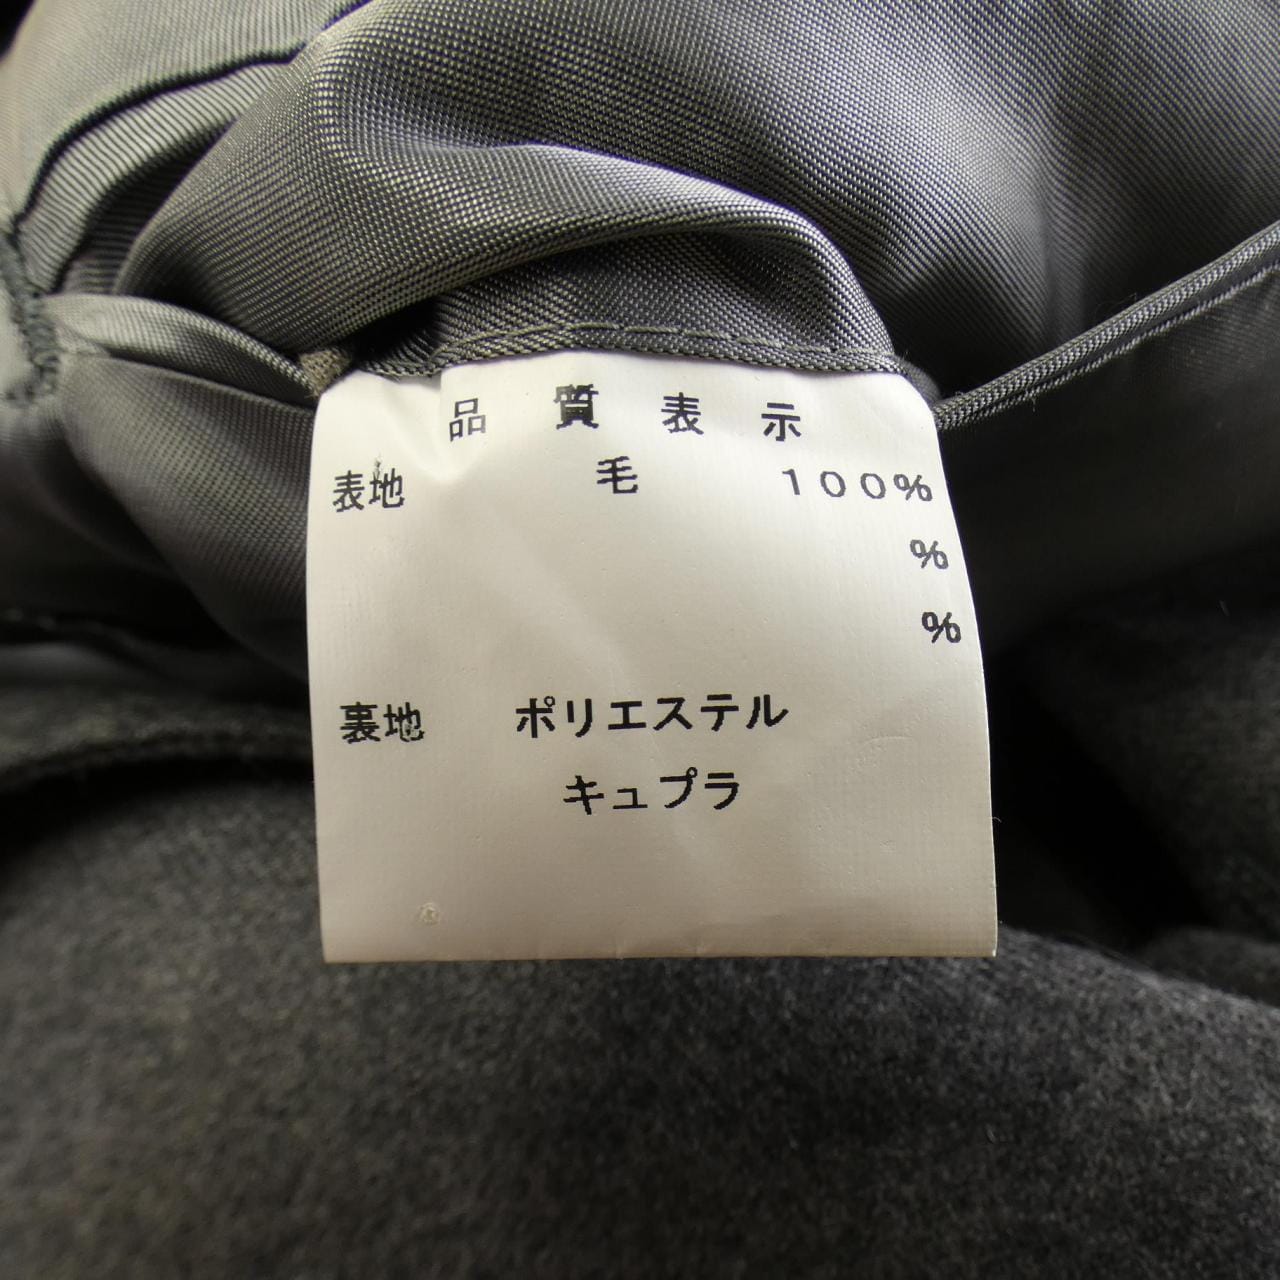 品質表示
表地 毛 100%
%
%
裏地 ポリエステル
キュプラ